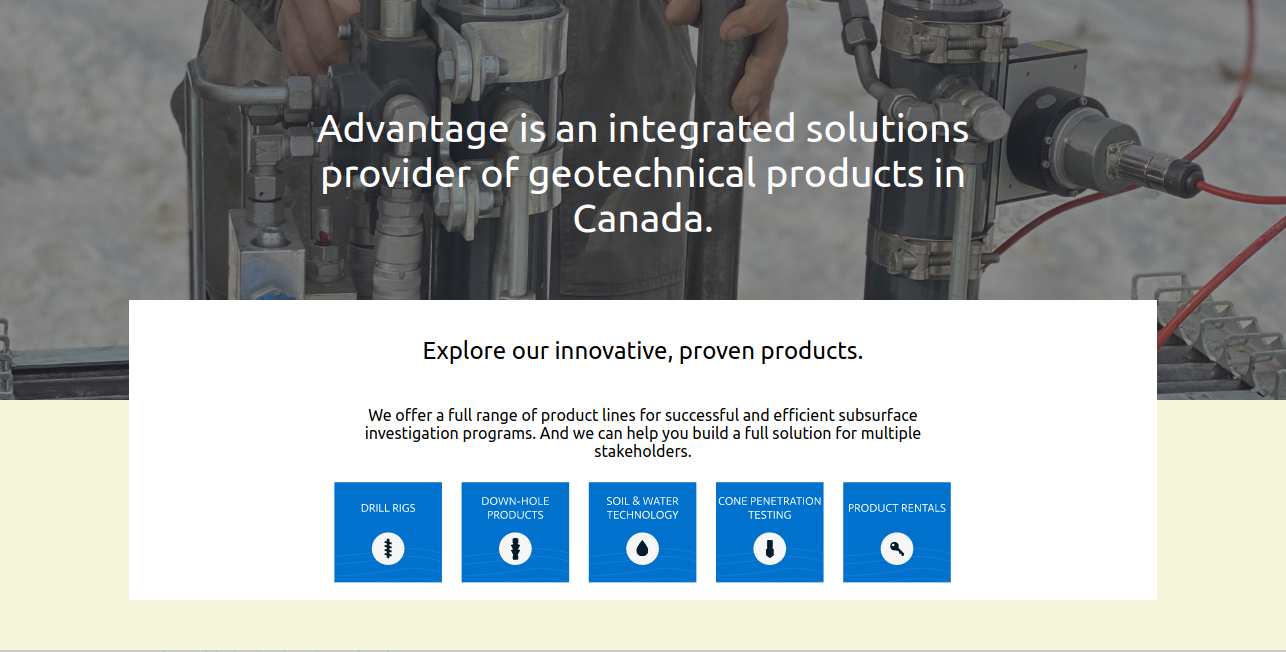 Advantage is an integrated solutions
provider of geotechnical products in
Canada.
Explore our innovative, proven products.
We offer a full range of product lines for successful and efficient subsurface
investigation programs. And we can help you build a full solution for multiple
stakeholders.
DRILL RIGS
DOWN-HOLE
PRODUCTS
SOIL & WATER
TECHNOLOGY
CONE PENETRATION
TESTING
PRODUCT RENTALS